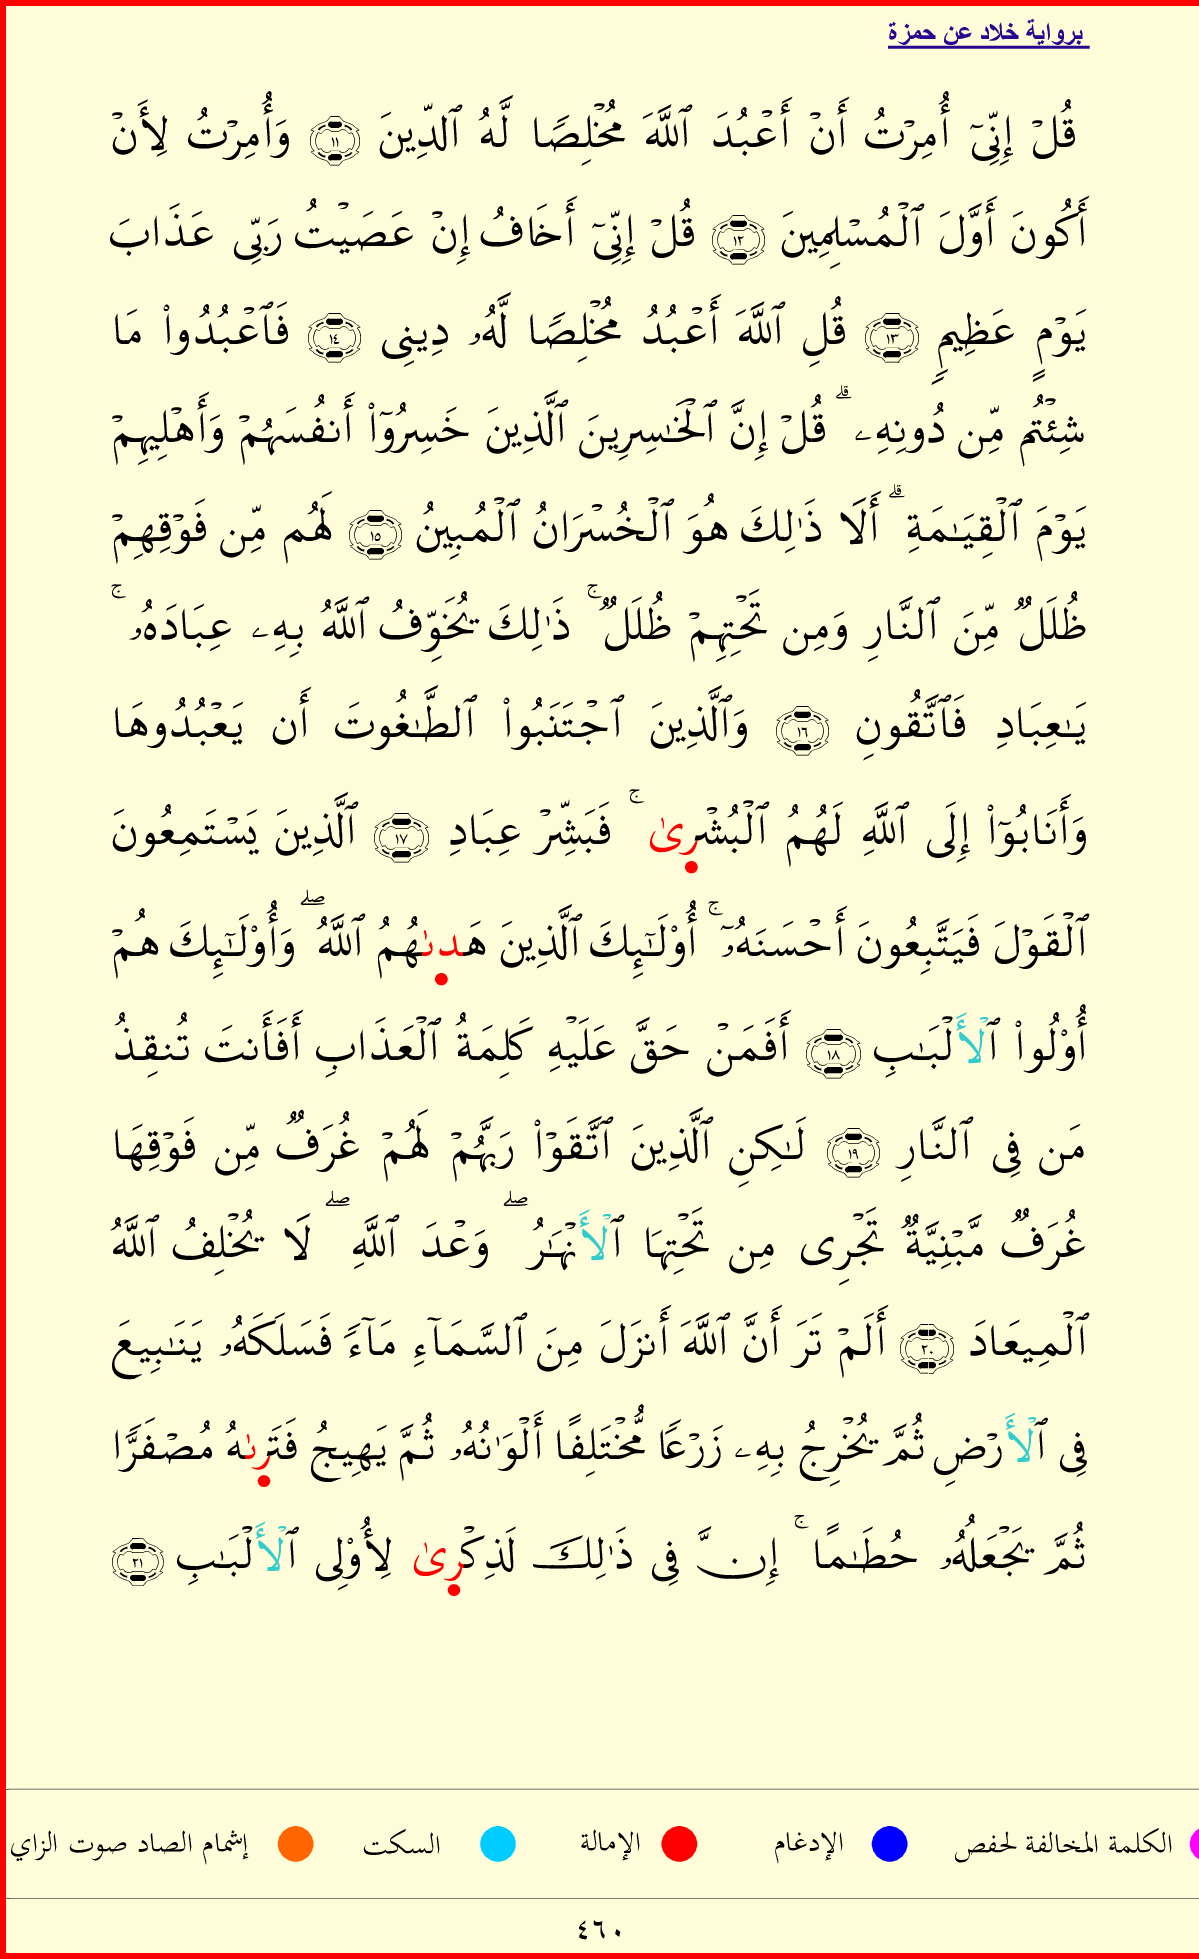 برواية خلاد عن حمزة
قُلۡ إِنِّيٓ أُمِرۡتُ أَنۡ أَعۡبُدَ ٱللَّهَ مُخۡلِصٗا لَّهُ ٱلدِّينَ ١١ وَأُمِرۡتُ لِأَنۡ
أَكُونَ أَوَّلَ ٱلۡمُسۡلِمِينَ ١٢ قُلۡ إِنِّيٓ أَخَافُ إِنۡ عَصَيۡتُ رَبِّي عَذَابَ
يَوۡمٍ عَظِيمٖ ١٣ قُلِ ٱللَّهَ أَعۡبُدُ مُخۡلِصٗا لَّهُۥ دِينِي ١٤ فَٱعۡبُدُواْ مَا
شِئۡتُم مِّن دُونِهِۦۗ قُلۡ إِنَّ ٱلۡخَٰسِرِينَ ٱلَّذِينَ خَسِرُوٓاْ أَنفُسَهُمۡ وَأَهۡلِيهِمۡ
يَوۡمَ ٱلۡقِيَٰمَةِۗ أَلَا ذَٰلِكَ هُوَ ٱلۡخُسۡرَانُ ٱلۡمُبِينُ ١٥ لَهُم مِّن فَوۡقِهِمۡ
ظُلَلٞ مِّنَ ٱلنَّارِ وَمِن تَحۡتِهِمۡ ظُلَلٞۚ ذَٰلِكَ يُخَوِّفُ ٱللَّهُ بِهِۦ عِبَادَهُۥۚ
يَٰعِبَادِ فَٱتَّقُونِ ١٦ وَٱلَّذِينَ ٱجۡتَنَبُواْ ٱلطَّٰغُوتَ أَن يَعۡبُدُوهَا
وَأَنَابُوٓاْ إِلَى ٱللَّهِ لَهُمُ ٱلۡبُشۡرىٰۚ فَبَشِّرۡ عِبَادِ ١٧ ٱلَّذِينَ يَسۡتَمِعُونَ
ٱلۡقَوۡلَ فَيَتَّبِعُونَ أَحۡسَنَهُۥٓۚ أُوْلَٰٓئِكَ ٱلَّذِينَ هَدىٰهُمُ ٱللَّهُۖ وَأُوْلَٰٓئِكَ هُمۡ
أُوْلُواْ ٱلۡأَلۡبَٰبِ ١٨ أَفَمَنۡ حَقَّ عَلَيۡهِ كَلِمَةُ ٱلۡعَذَابِ أَفَأَنتَ تُنقِذُ
مَن فِي ٱلنَّارِ ١٩ لَٰكِنِ ٱلَّذِينَ ٱتَّقَوۡاْ رَبَّهُمۡ لَهُمۡ غُرَفٞ مِّن فَوۡقِهَا
غُرَفٞ مَّبۡنِيَّةٞ تَجۡرِي مِن تَحۡتِهَا ٱلۡأَنۡهَٰرُۖ وَعۡدَ ٱللَّهِۖ لَا يُخۡلِفُ ٱللَّهُ
ٱلۡمِيعَادَ ٢٠ أَلَمۡ تَرَ أَنَّ ٱللَّهَ أَنزَلَ مِنَ ٱلسَّمَآءِ مَآءٗ فَسَلَكَهُۥ يَنَٰبِيعَ
فِي ٱلۡأَرۡضِ ثُمَّ يُخۡرِجُ بِهِۦ زَرۡعٗا مُّخۡتَلِفًا أَلۡوَٰنُهُۥ ثُمَّ يَهِيجُ فَتَرىٰهُ مُصۡفَرّٗا
ثُمَّ يَجۡعَلُهُۥ حُطَٰمًاۚ إِنَّ فِي ذَٰلِكَ لَذِكۡرىٰ لِأُوْلِي ٱلۡأَلۡبَٰبِ ٢١
الكلمة المخالفة لحفص الإدغام الإمالة السكت إشمام الصاد صوت الزاي
٤٦٠